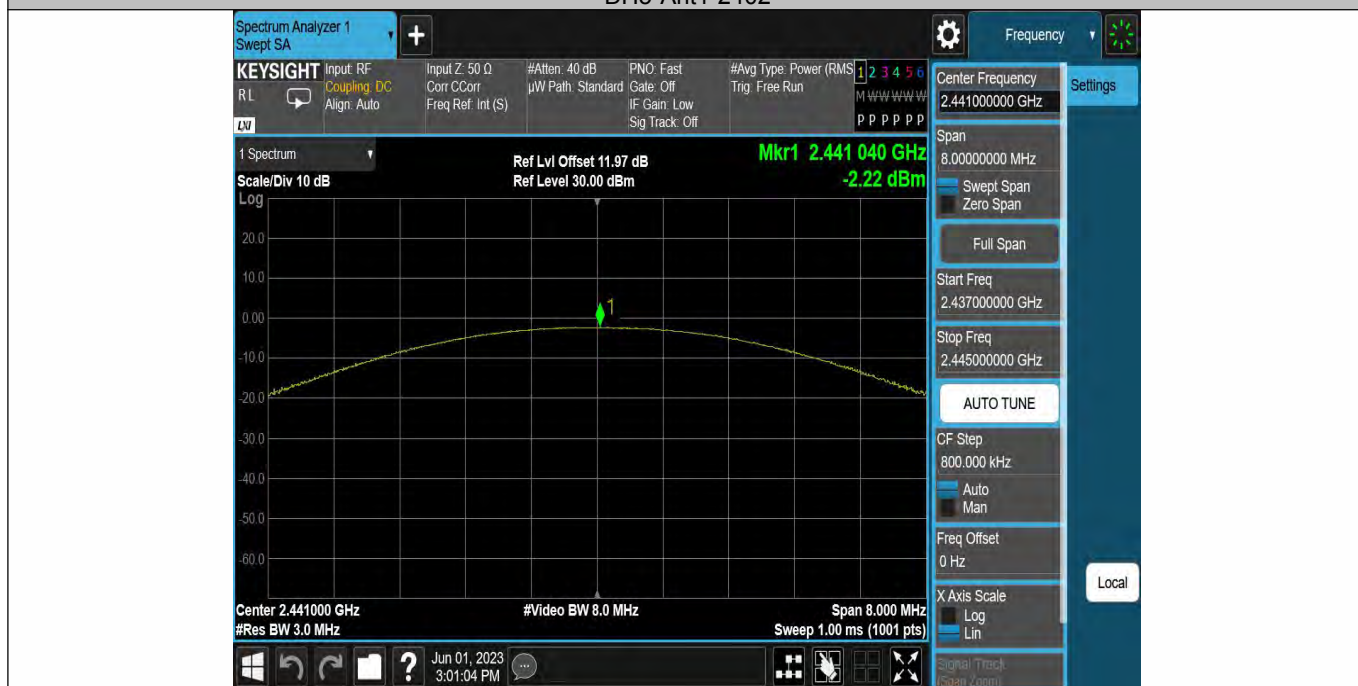 Spectrum Analyzer 1
Swept SA
+
Frequency
KEYSIGHT
R L
LXI
Input: RF
Coupling: DC
Align: Auto
Input Z: 50 Ω
Corr CCorr
Freq Ref: Int (S)
#Atten: 40 dB
µW Path: Standard
PNO: Fast
Gate: Off
IF Gain: Low
Sig Track: Off
#Avg Type: Power (RMS
Trig: Free Run
1 2 3 4 5 6
M W W W W W
P P P P P P
1 Spectrum
Scale/Div 10 dB
Log
Ref Lvl Offset 11.97 dB
Ref Level 30.00 dBm
Mkr1 2.441 040 GHz
-2.22 dBm
20.0
10.0
0.00
-10.0
-20.0
-30.0
-40.0
-50.0
-60.0
1
Center 2.441000 GHz
#Res BW 3.0 MHz
#Video BW 8.0 MHz
Span 8.000 MHz
Sweep 1.00 ms (1001 pts)
Jun 01, 2023
3:01:04 PM
Center Frequency
2.441000000 GHz
Settings
Span
8.00000000 MHz
Swept Span
Zero Span
Full Span
Start Freq
2.437000000 GHz
Stop Freq
2.445000000 GHz
AUTO TUNE
CF Step
800.000 kHz
Auto
Man
Freq Offset
0 Hz
Local
X Axis Scale
Log
Lin
Signal Track
(Span Zoom)